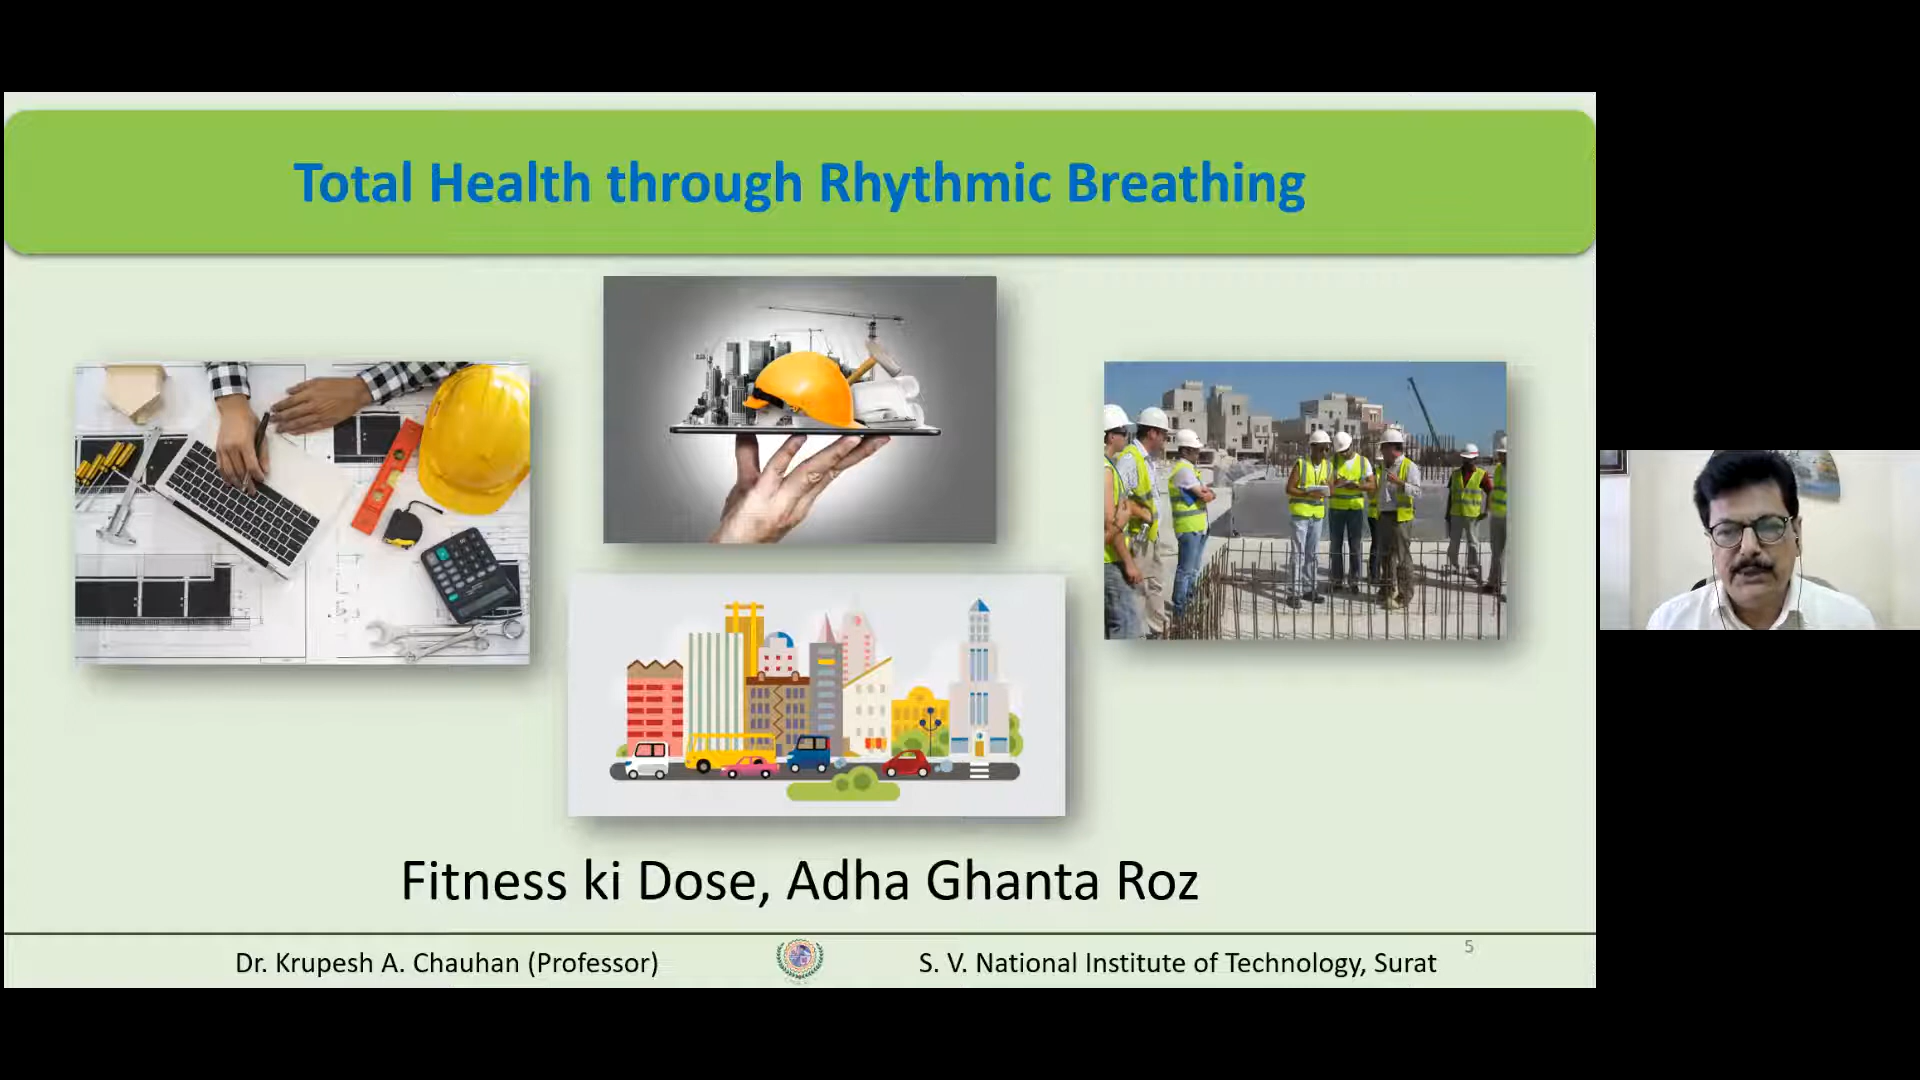 Total Health through Rhythmic Breathing
Fitness ki Dose, Adha Ghanta Roz
Dr. Krupesh A. Chauhan (Professor)
S. V. National Institute of Technology, Surat
5